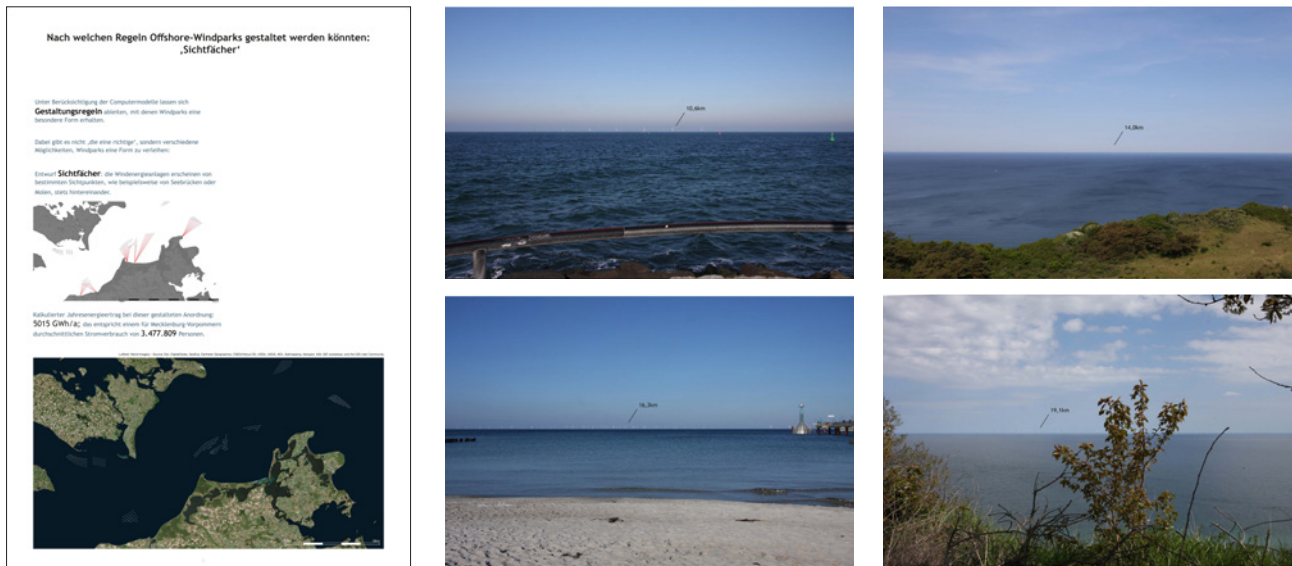 Nach welchen Regeln Offshore-Windparks gestaltet werden könnten:
‚Sichtfächer‘
Unter Berücksichtigung der Computermodelle lassen sich
Gestaltungsregeln ableiten, mit denen Windparks eine
besondere Form erhalten.
Dabei gibt es nicht ‚die eine richtige‘, sondern verschiedene
Möglichkeiten, Windparks eine Form zu verleihen:
Entwurf Sichtfächer: die Windenergieanlagen erscheinen von
bestimmten Sichtpunkten, wie beispielsweise von Seebrücken oder
Molen, stets hintereinander.
Kalkulierter Jahresenergieertrag bei dieser gestalteten Anordnung:
5015 GWh/a; das entspricht einem für Mecklenburg-Vorpommern
durchschnittlichen Stromverbrauch von 3.477.809 Personen.
10,6km
14,0km
16,3km
19,1km